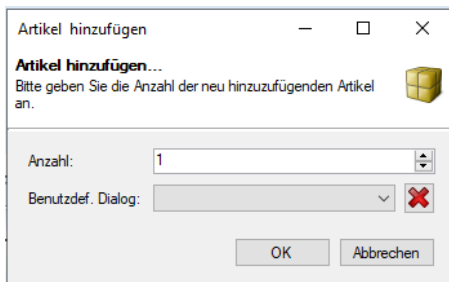 Artikel hinzufügen
Artikel hinzufügen...
Bitte geben Sie die Anzahl der neu hinzuzufügenden Artikel
an.
Anzahl: 1
Benutzdef. Dialog:
OK Abbrechen